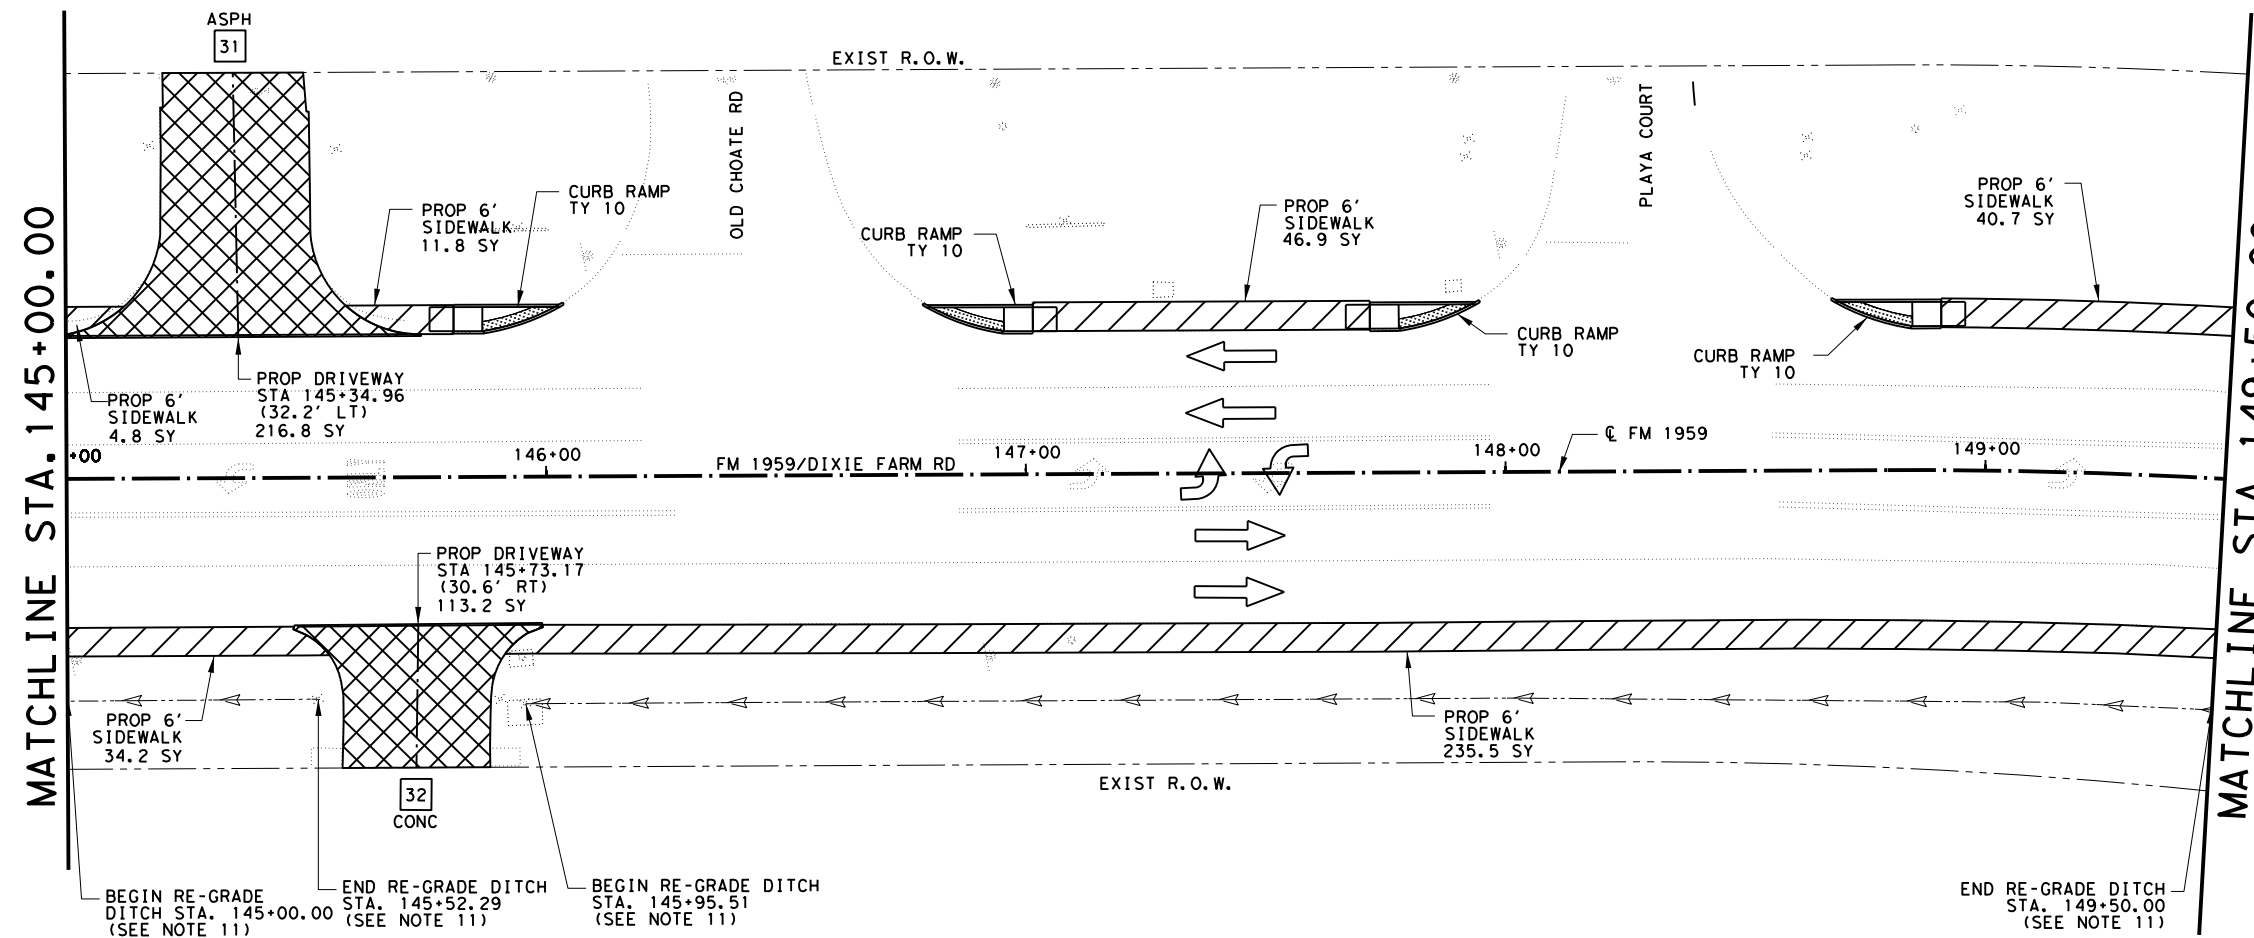 ASPH
31
EXIST R.O.W.
OLD CHOATE RD
PLAYA COURT
PROP 6'
SIDEWALK
11.8 SY
CURB RAMP
TY 10
CURB RAMP
TY 10
PROP 6'
SIDEWALK
46.9 SY
PROP 6'
SIDEWALK
40.7 SY
MATCHLINE STA. 145+00.00
PROP 6'
SIDEWALK
4.8 SY
PROP DRIVEWAY
STA 145+34.96
(32.2' LT)
216.8 SY
CURB RAMP
TY 10
CURB RAMP
TY 10
+00
146+00
FM 1959/DIXIE FARM RD
147+00
148+00
℄ FM 1959
149+00
PROP DRIVEWAY
STA 145+73.17
(30.6' RT)
113.2 SY
PROP 6'
SIDEWALK
34.2 SY
PROP 6'
SIDEWALK
235.5 SY
32
CONC
EXIST R.O.W.
MATCHLINE STA.
BEGIN RE-GRADE
DITCH STA. 145+00.00
(SEE NOTE 11)
END RE-GRADE DITCH
STA. 145+52.29
(SEE NOTE 11)
BEGIN RE-GRADE DITCH
STA. 145+95.51
(SEE NOTE 11)
END RE-GRADE DITCH
STA. 149+50.00
(SEE NOTE 11)